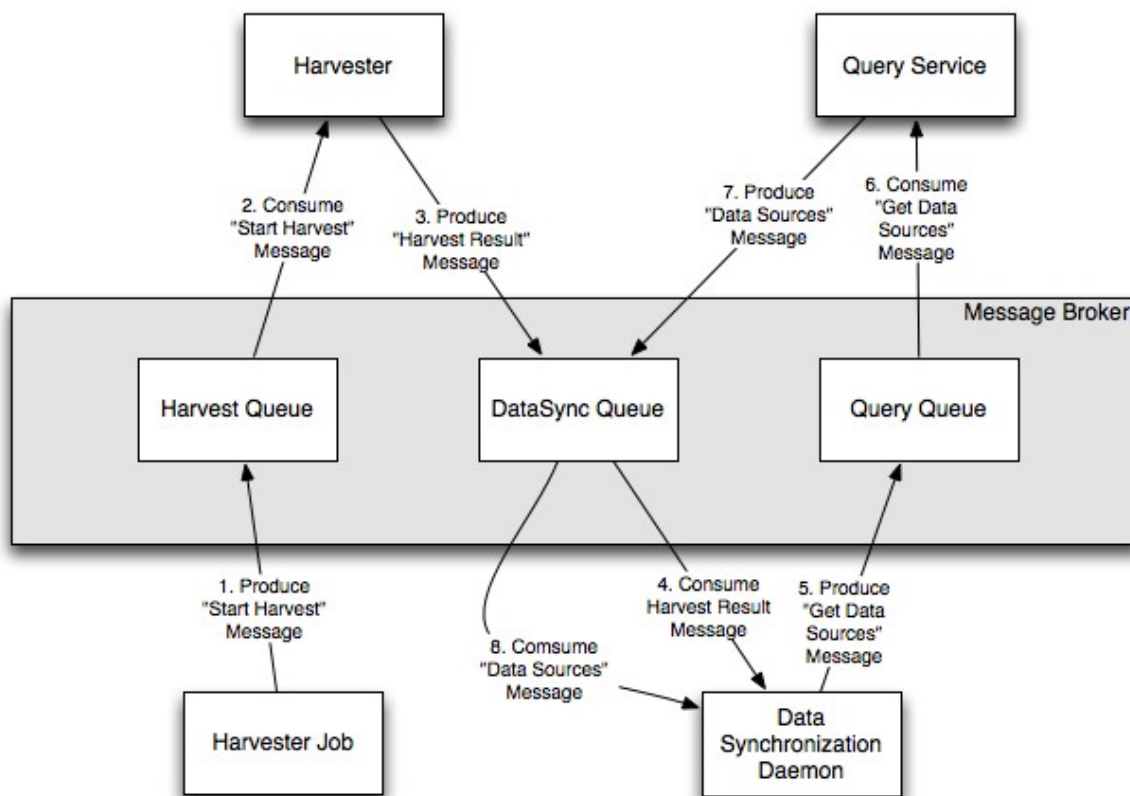 Harvester
Query Service
2. Consume
"Start Harvest"
Message
3. Produce
"Harvest Result"
Message
7. Produce
"Data Sources"
Message
6. Consume
"Get Data
Sources"
Message
Message Broker
Harvest Queue
DataSync Queue
Query Queue
1. Produce
"Start Harvest"
Message
8. Comsume
"Data Sources"
Message
4. Consume
Harvest Result
Message
5. Produce
"Get Data
Sources"
Message
Harvester Job
Data
Synchronization
Daemon